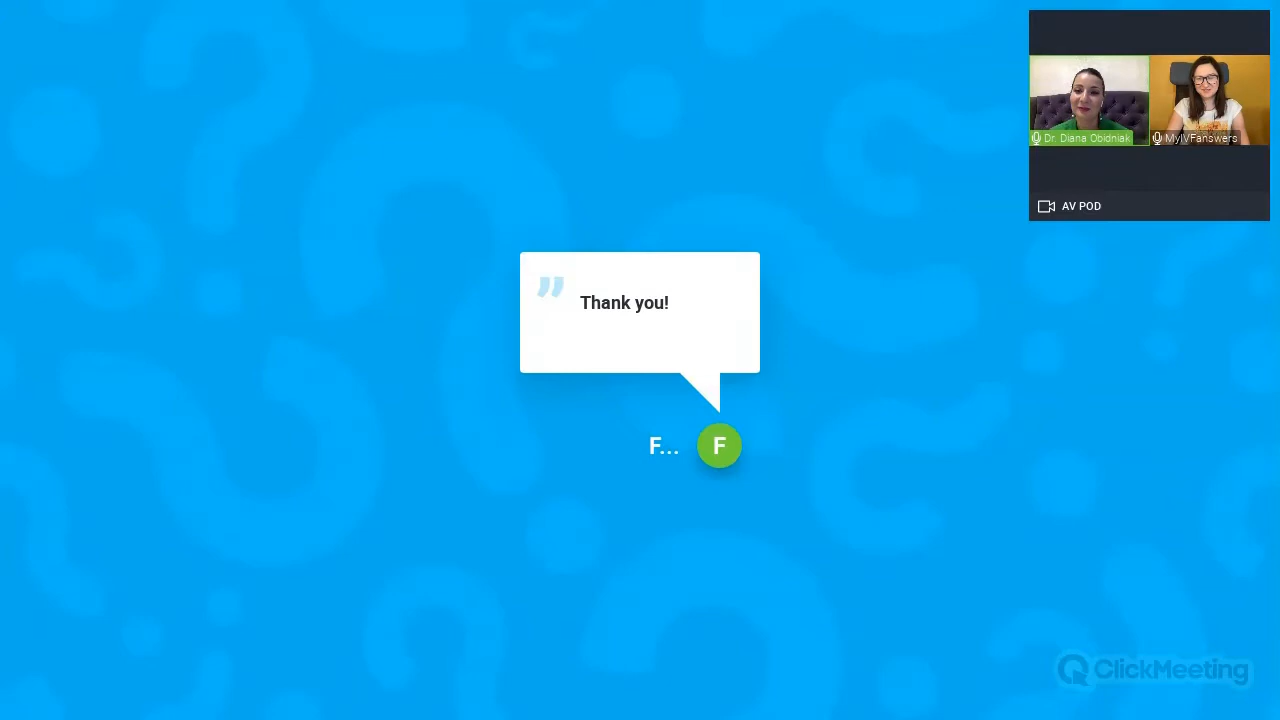 Dr. Diana Obidniak
MyIVFanswers
AV POD
Thank you!
F...
F
ClickMeeting